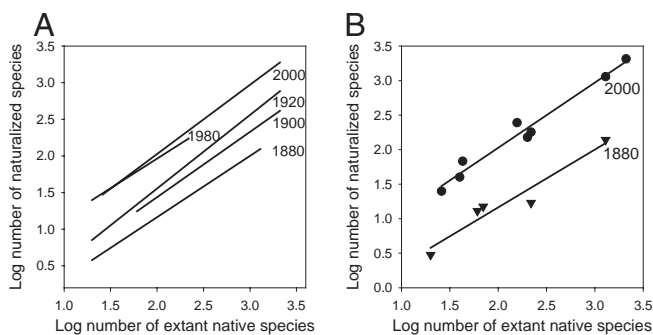 A
B
Log number of naturalized species
3.5
3.0
2.5
2.0
1.5
1.0
0.5
2000
1920
1980
1900
1880
1.0 1.5 2.0 2.5 3.0 3.5
Log number of extant native species
Log number of naturalized species
3.5
3.0
2.5
2.0
1.5
1.0
0.5
0.0
2000
1880
1.0 1.5 2.0 2.5 3.0 3.5
Log number of extant native species